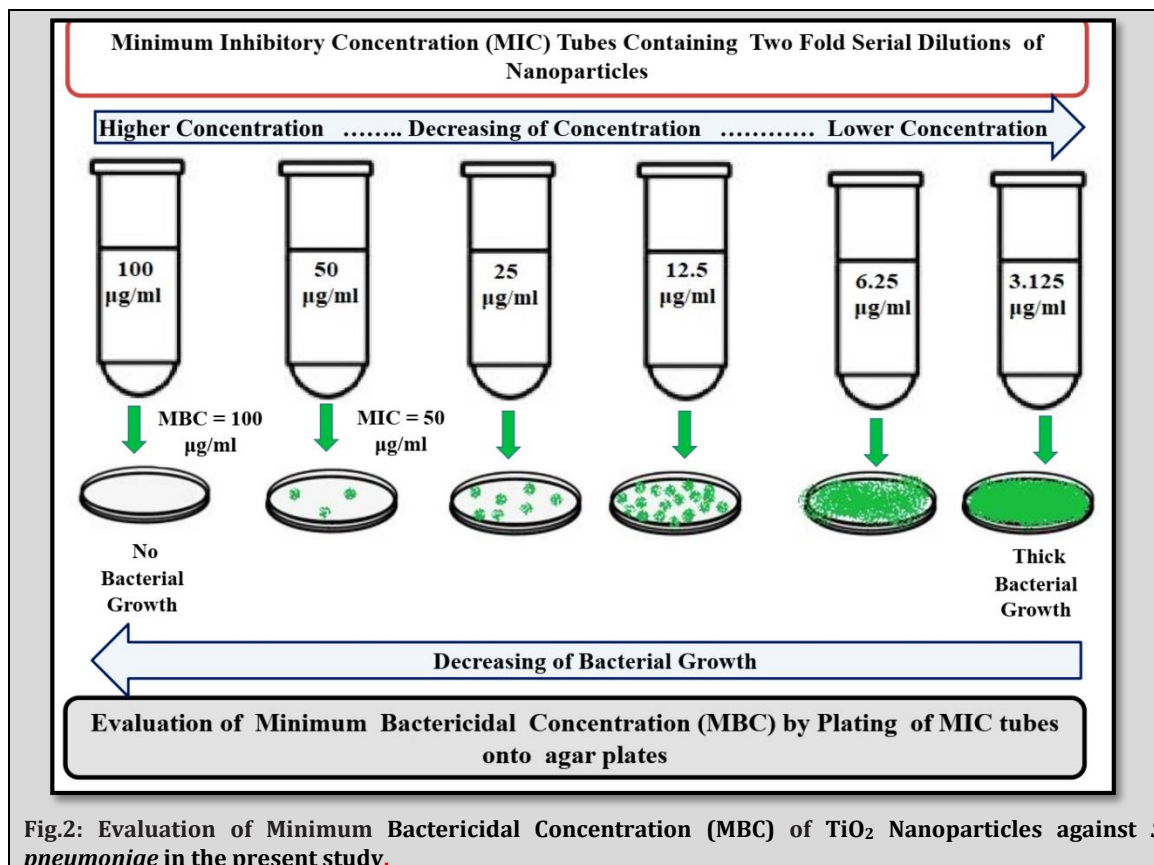 Minimum Inhibitory Concentration (MIC) Tubes Containing Two Fold Serial Dilutions of
Nanoparticles
Higher Concentration …….. Decreasing of Concentration ………… Lower Concentration
100
µg/ml
50
µg/ml
25
µg/ml
12.5
µg/ml
6.25
µg/ml
3.125
µg/ml
MBC = 100
µg/ml
MIC = 50
µg/ml
No
Bacterial
Growth
Thick
Bacterial
Growth
Decreasing of Bacterial Growth
Evaluation of Minimum Bactericidal Concentration (MBC) by Plating of MIC tubes
onto agar plates
Fig.2: Evaluation of Minimum Bactericidal Concentration (MBC) of TiO₂ Nanoparticles against
pneumoniae in the present study.